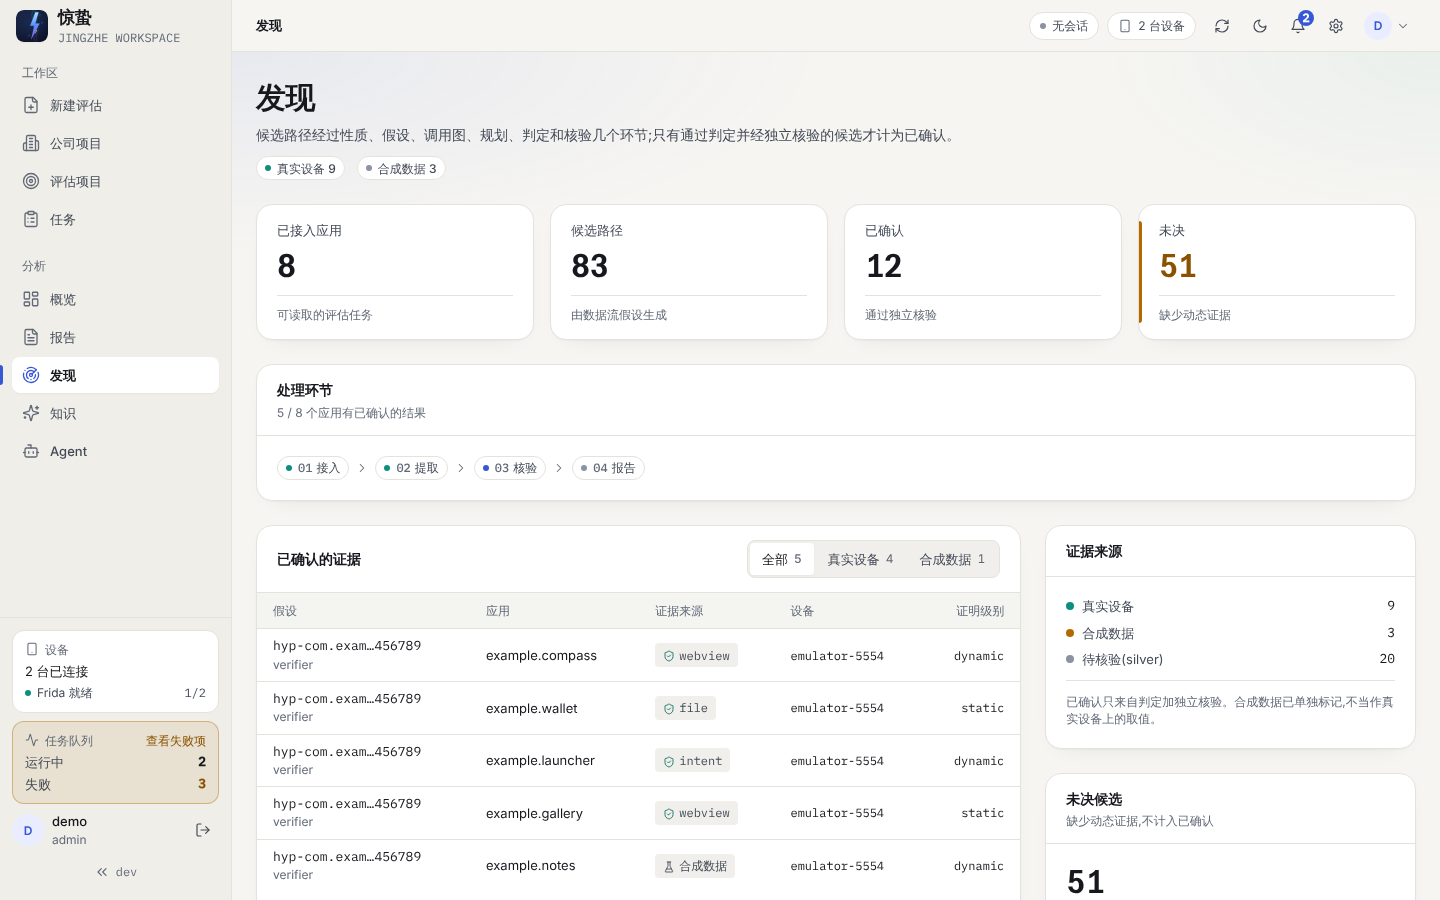 惊蛰
JINGZHE WORKSPACE
工作区
新建评估
公司项目
评估项目
任务
分析
概览
报告
发现
知识
Agent
设备
2 台已连接
Frida 就绪 1/2
任务队列 查看失败项
运行中 2
失败 3
D demo
admin
dev
发现
无会话
2 台设备
2
D
发现
候选路径经过性质、假设、调用图、规划、判定和核验几个环节;只有通过判定并经独立核验的候选才计为已确认。
真实设备 9 合成数据 3
已接入应用
8
可读取的评估任务
候选路径
83
由数据流假设生成
已确认
12
通过独立核验
未决
51
缺少动态证据
处理环节
5 / 8 个应用有已确认的结果
01 接入 02 提取 03 核验 04 报告
已确认的证据
全部 5 真实设备 4 合成数据 1
假设 应用 证据来源 设备 证明级别
hyp-com.exam…456789
verifier
example.compass webview emulator-5554 dynamic
hyp-com.exam…456789
verifier
example.wallet file emulator-5554 static
hyp-com.exam…456789
verifier
example.launcher intent emulator-5554 dynamic
hyp-com.exam…456789
verifier
example.gallery webview emulator-5554 static
hyp-com.exam…456789
verifier
example.notes 合成数据 emulator-5554 dynamic
证据来源
真实设备 9
合成数据 3
待核验(silver) 20
已确认只来自判定加独立核验。合成数据已单独标记,不当作真
实设备上的取值。
未决候选
缺少动态证据,不计入已确认
51